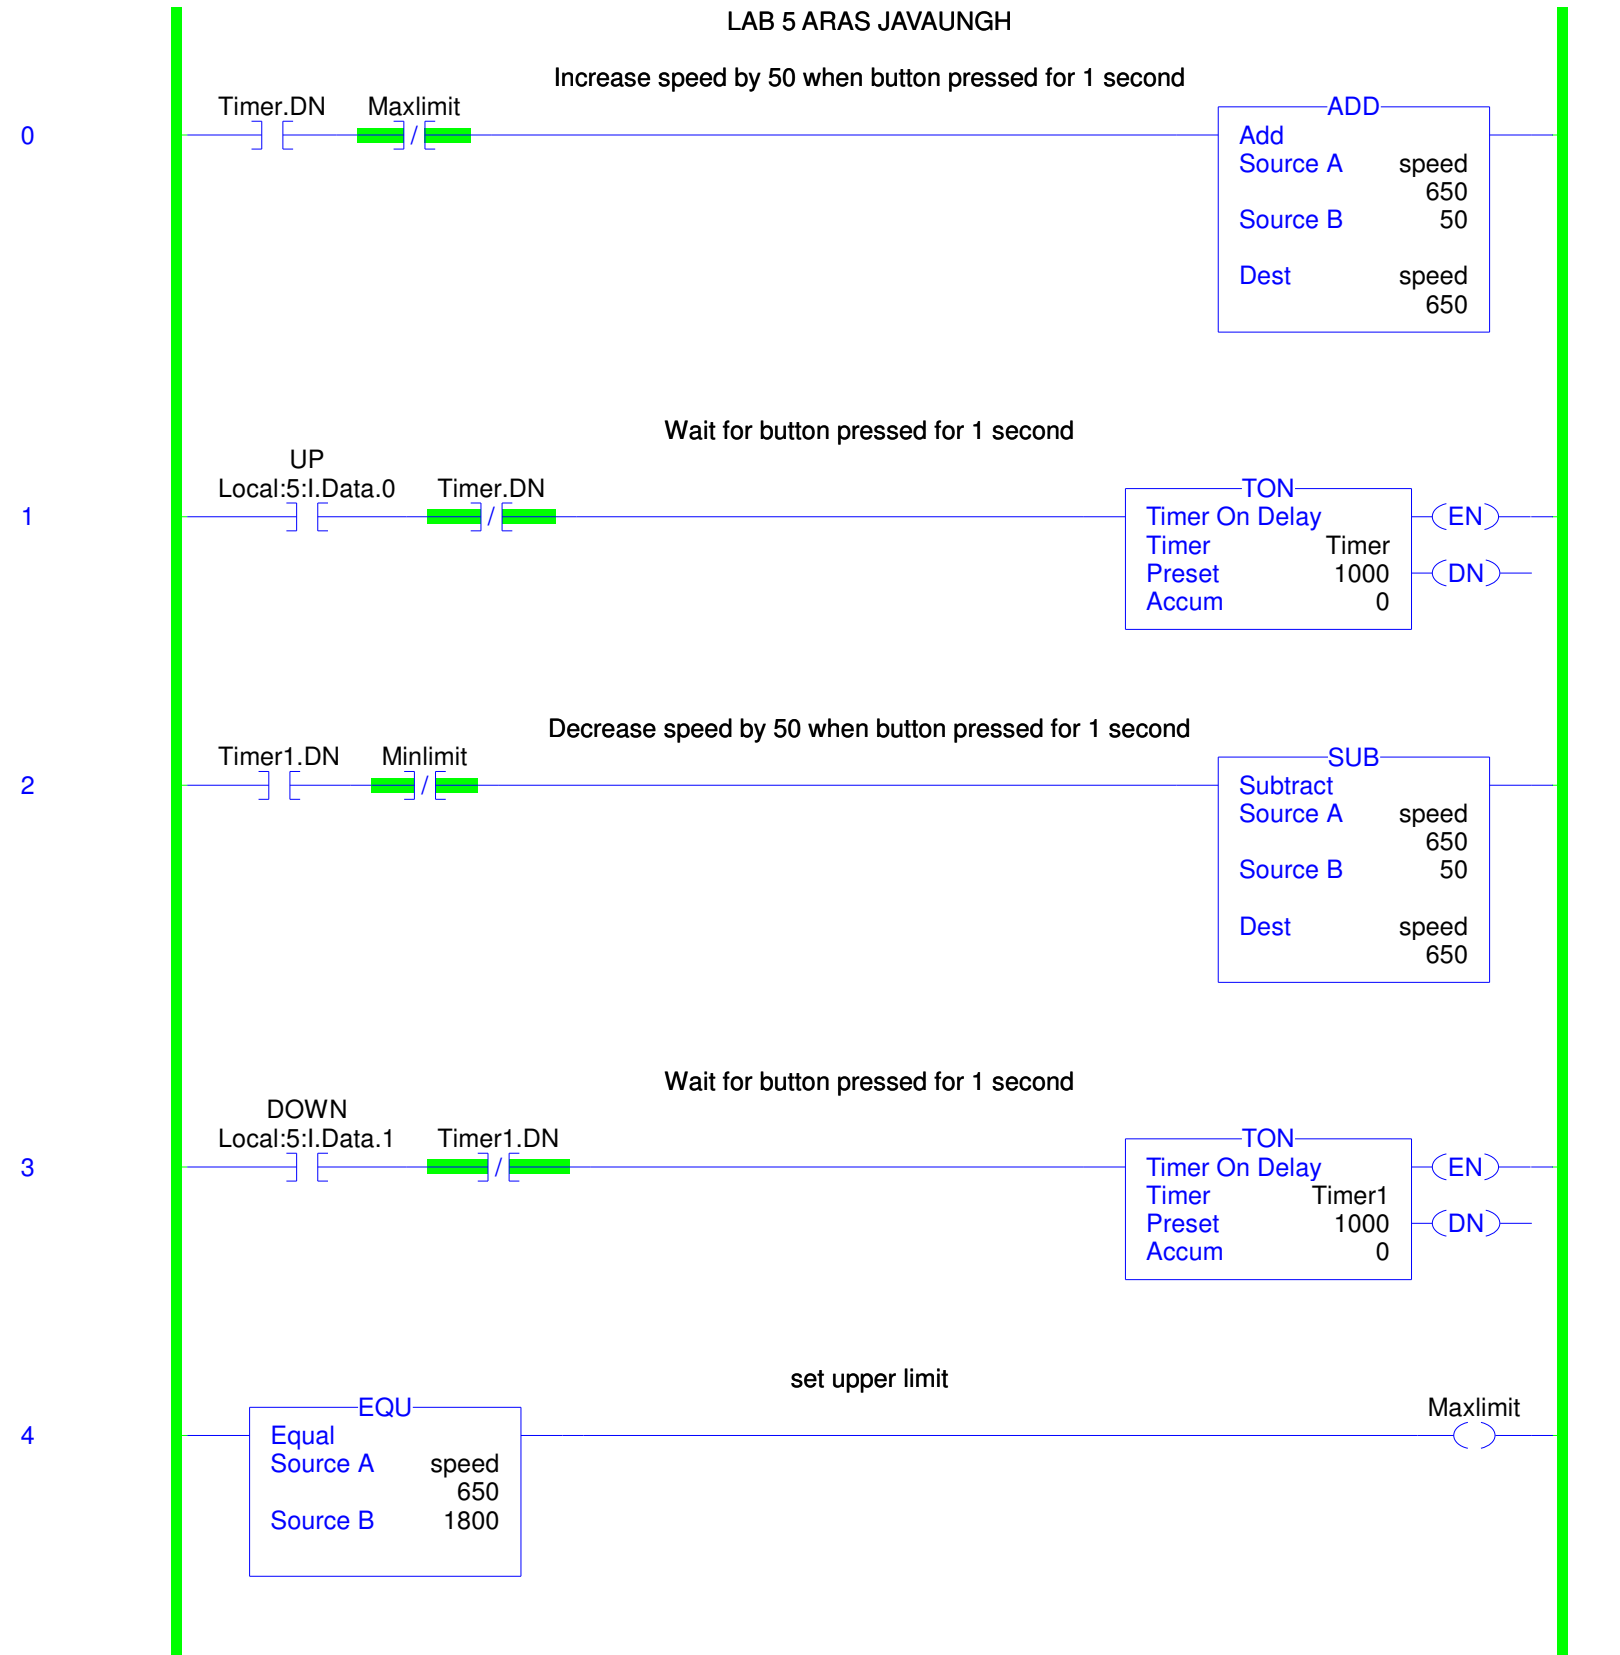 LAB 5 ARAS JAVAUNGH
Increase speed by 50 when button pressed for 1 second
0
Timer.DN
Maxlimit
/
ADD
Add
Source A speed
650
Source B 50
Dest speed
650
Wait for button pressed for 1 second
1
UP
Local:5:I.Data.0
Timer.DN
/
TON
Timer On Delay
Timer Timer
Preset 1000
Accum 0
EN
DN
Decrease speed by 50 when button pressed for 1 second
2
Timer1.DN
Minlimit
/
SUB
Subtract
Source A speed
650
Source B 50
Dest speed
650
Wait for button pressed for 1 second
3
DOWN
Local:5:I.Data.1
Timer1.DN
/
TON
Timer On Delay
Timer Timer1
Preset 1000
Accum 0
EN
DN
set upper limit
4
EQU
Equal
Source A speed
650
Source B 1800
Maxlimit